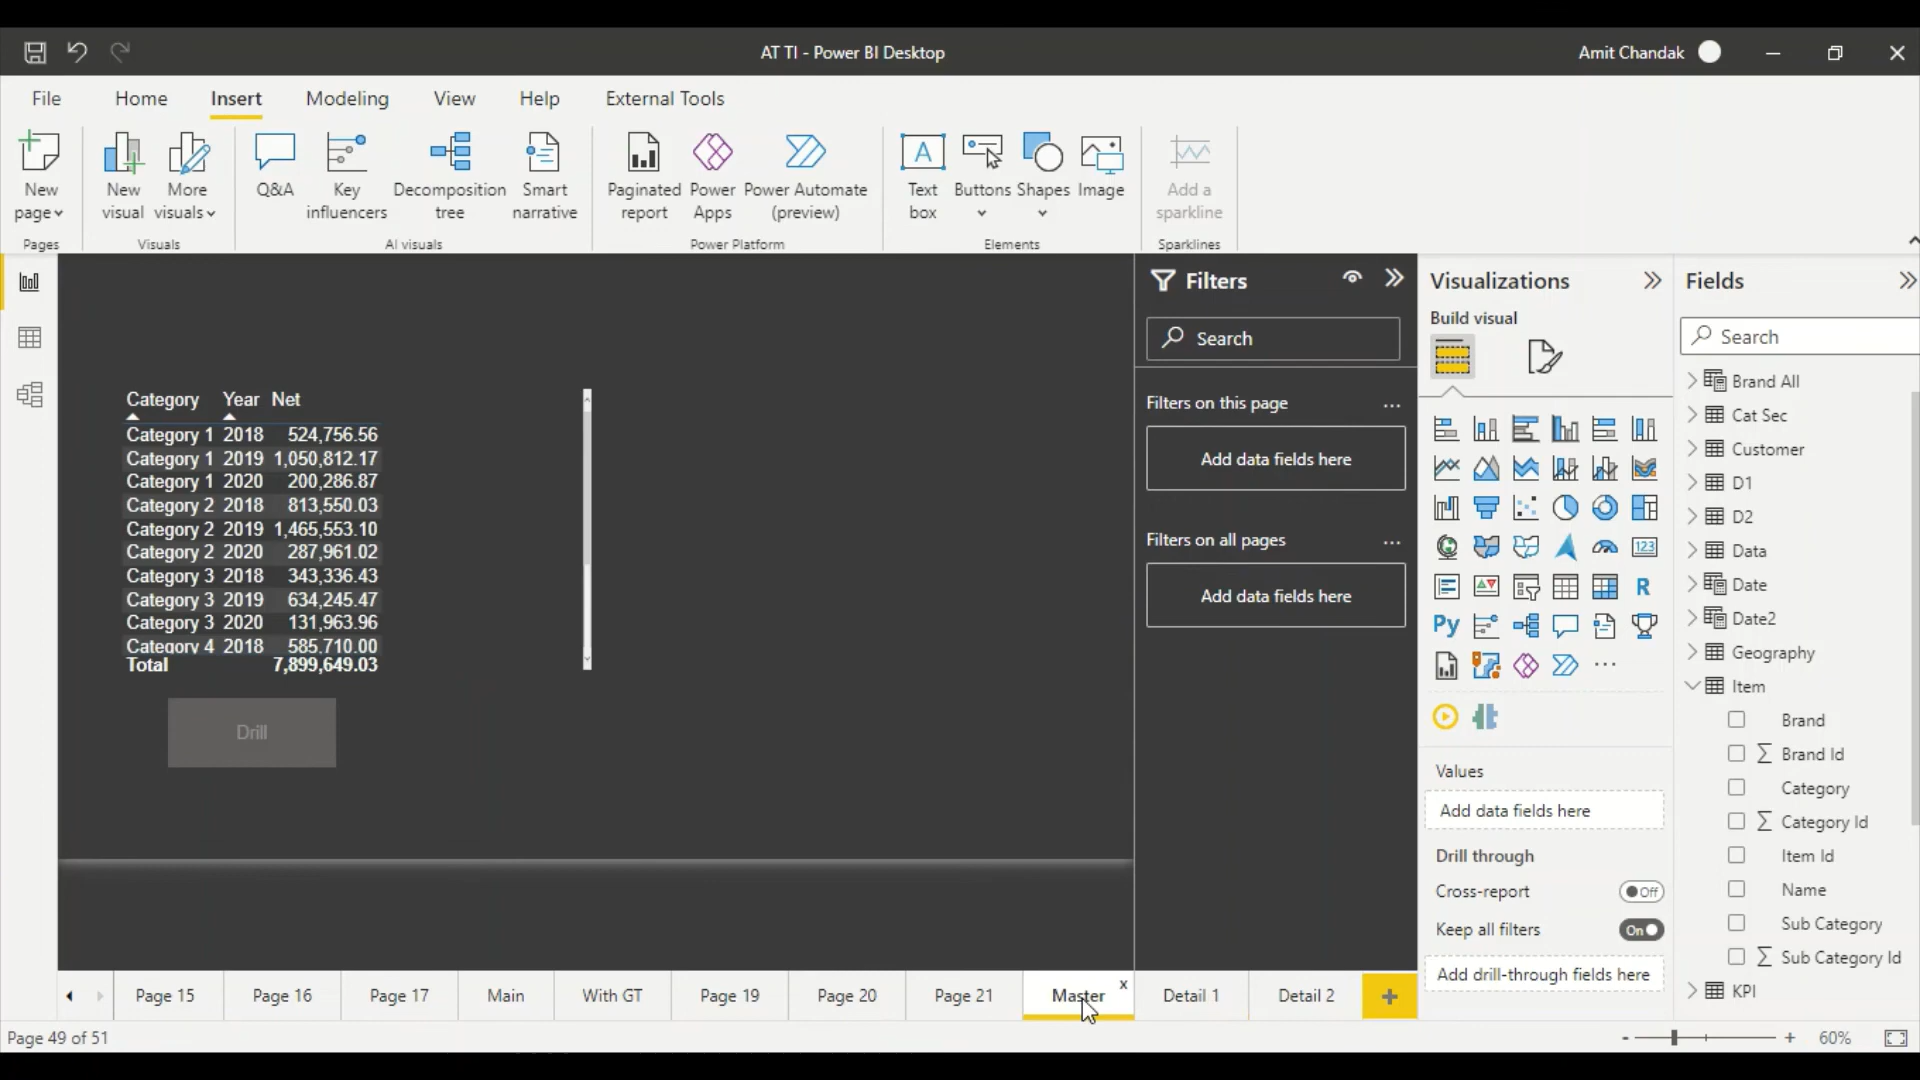 AT TI - Power BI Desktop
Amit Chandak
File Home Insert Modeling View Help External Tools
New page
New visual
More visuals
Q&A
Key influencers
Decomposition tree
Smart narrative
Paginated report
Power Apps
Power Automate (preview)
Text box
Buttons
Shapes
Image
Add a sparkline
Pages Visuals AI visuals Power Platform Elements Sparklines
Category Year Net
Category 1 2018 524,756.56
Category 1 2019 1,050,812.17
Category 1 2020 200,286.87
Category 2 2018 813,550.03
Category 2 2019 1,465,553.10
Category 2 2020 287,961.02
Category 3 2018 343,336.43
Category 3 2019 634,245.47
Category 3 2020 131,963.96
Category 4 2018 585,710.00
Total 7,899,649.03
Drill
Filters
Search
Filters on this page ...
Add data fields here
Filters on all pages ...
Add data fields here
Visualizations
Build visual
123
R
Py
...
Values
Add data fields here
Drill through
Cross-report Off
Keep all filters On
Add drill-through fields here
Fields
Search
Brand All
Cat Sec
Customer
D1
D2
Data
Date
Date2
Geography
Item
Brand
∑ Brand Id
Category
∑ Category Id
Item Id
Name
Sub Category
∑ Sub Category Id
KPI
Page 15 Page 16 Page 17 Main With GT Page 19 Page 20 Page 21 Master x Detail 1 Detail 2 +
Page 49 of 51
- + 60%